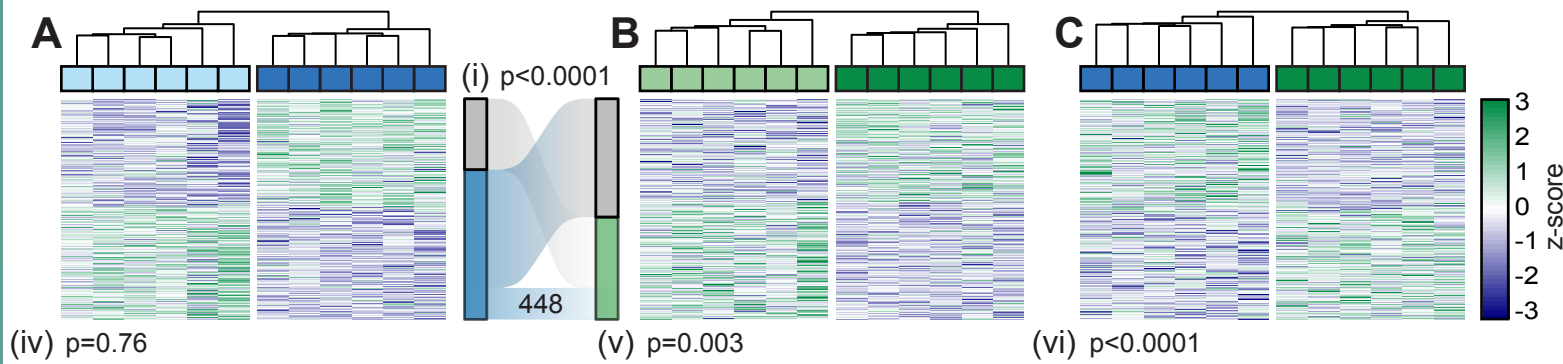 A
B
C
(i) p<0.0001
448
3
2
1
0
-1
-2
-3
z-score
(iv) p=0.76
(v) p=0.003
(vi) p<0.0001